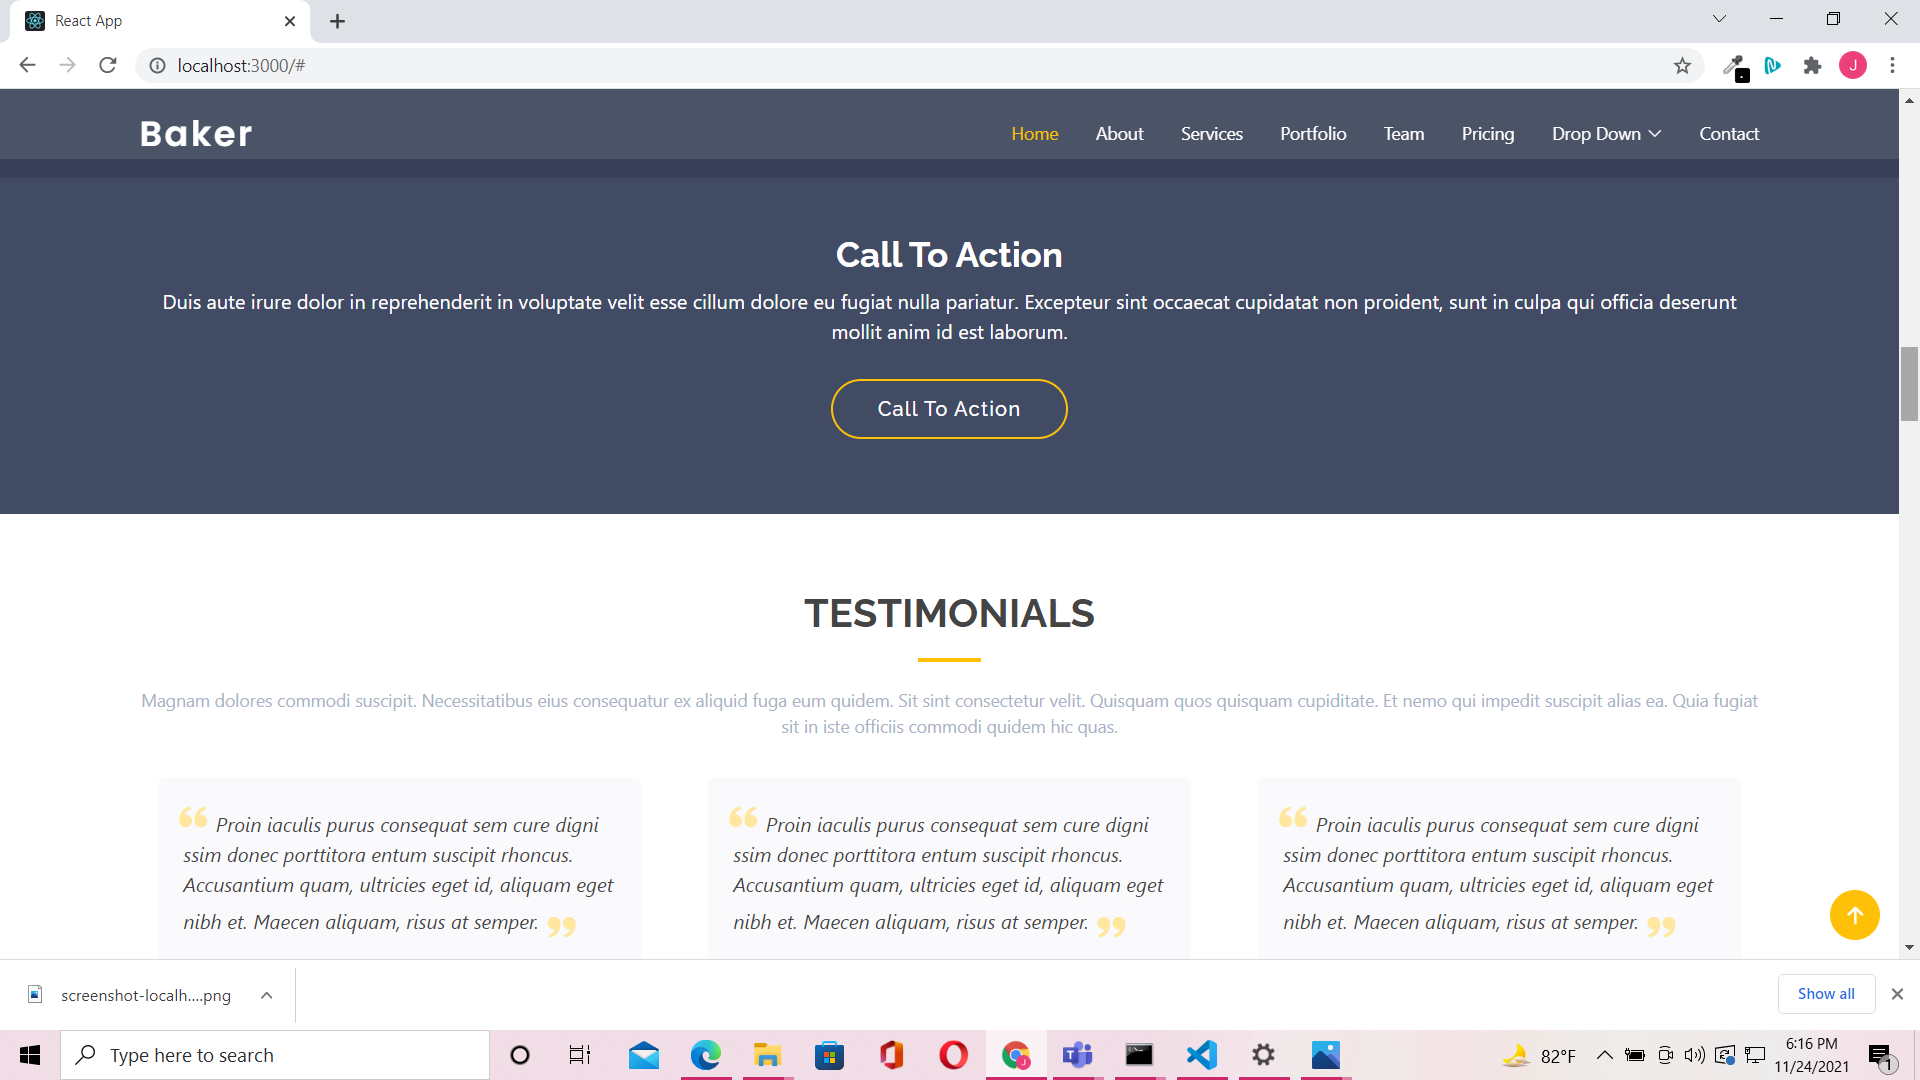 React App
localhost:3000/#
J
Baker
Home About Services Portfolio Team Pricing Drop Down Contact
Call To Action
Duis aute irure dolor in reprehenderit in voluptate velit esse cillum dolore eu fugiat nulla pariatur. Excepteur sint occaecat cupidatat non proident, sunt in culpa qui officia deserunt
mollit anim id est laborum.
Call To Action
TESTIMONIALS
Magnam dolores commodi suscipit. Necessitatibus eius consequatur ex aliquid fuga eum quidem. Sit sint consectetur velit. Quisquam quos quisquam cupiditate. Et nemo qui impedit suscipit alias ea. Quia fugiat
sit in iste officiis commodi quidem hic quas.
“ Proin iaculis purus consequat sem cure digni
ssim donec porttitora entum suscipit rhoncus.
Accusantium quam, ultricies eget id, aliquam eget
nibh et. Maecen aliquam, risus at semper. ”
“ Proin iaculis purus consequat sem cure digni
ssim donec porttitora entum suscipit rhoncus.
Accusantium quam, ultricies eget id, aliquam eget
nibh et. Maecen aliquam, risus at semper. ”
“ Proin iaculis purus consequat sem cure digni
ssim donec porttitora entum suscipit rhoncus.
Accusantium quam, ultricies eget id, aliquam eget
nibh et. Maecen aliquam, risus at semper. ”
screenshot-localh....png
Show all
Type here to search
82°F
6:16 PM
11/24/2021
1